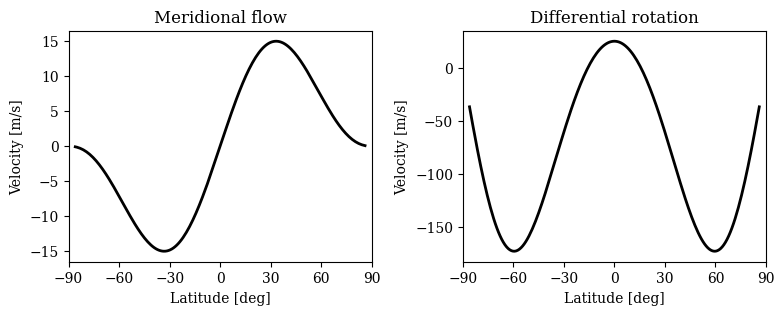 Meridional flow
Velocity [m/s]
15
10
5
0
−5
−10
−15
−90 −60 −30 0 30 60 90
Latitude [deg]
Differential rotation
Velocity [m/s]
0
−50
−100
−150
−90 −60 −30 0 30 60 90
Latitude [deg]